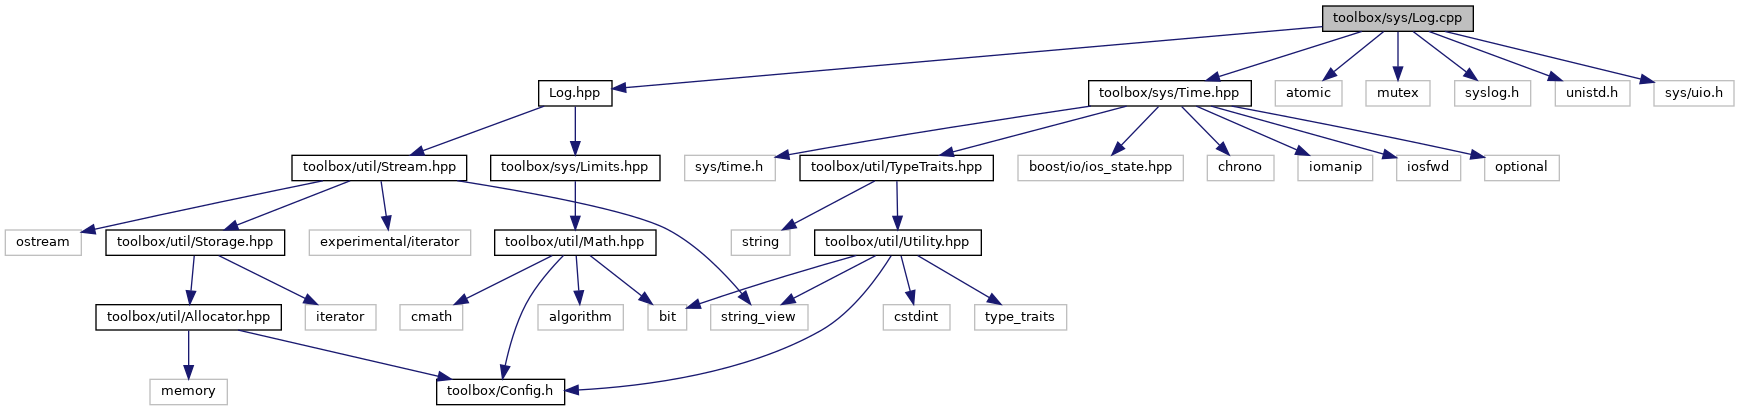 toolbox/sys/Log.cpp
Log.hpp
toolbox/sys/Time.hpp
atomic
mutex
syslog.h
unistd.h
sys/uio.h
toolbox/util/Stream.hpp
toolbox/sys/Limits.hpp
sys/time.h
toolbox/util/TypeTraits.hpp
boost/io/ios_state.hpp
chrono
iomanip
iosfwd
optional
ostream
toolbox/util/Storage.hpp
experimental/iterator
toolbox/util/Math.hpp
string
toolbox/util/Utility.hpp
toolbox/util/Allocator.hpp
iterator
cmath
algorithm
bit
string_view
cstdint
type_traits
memory
toolbox/Config.h